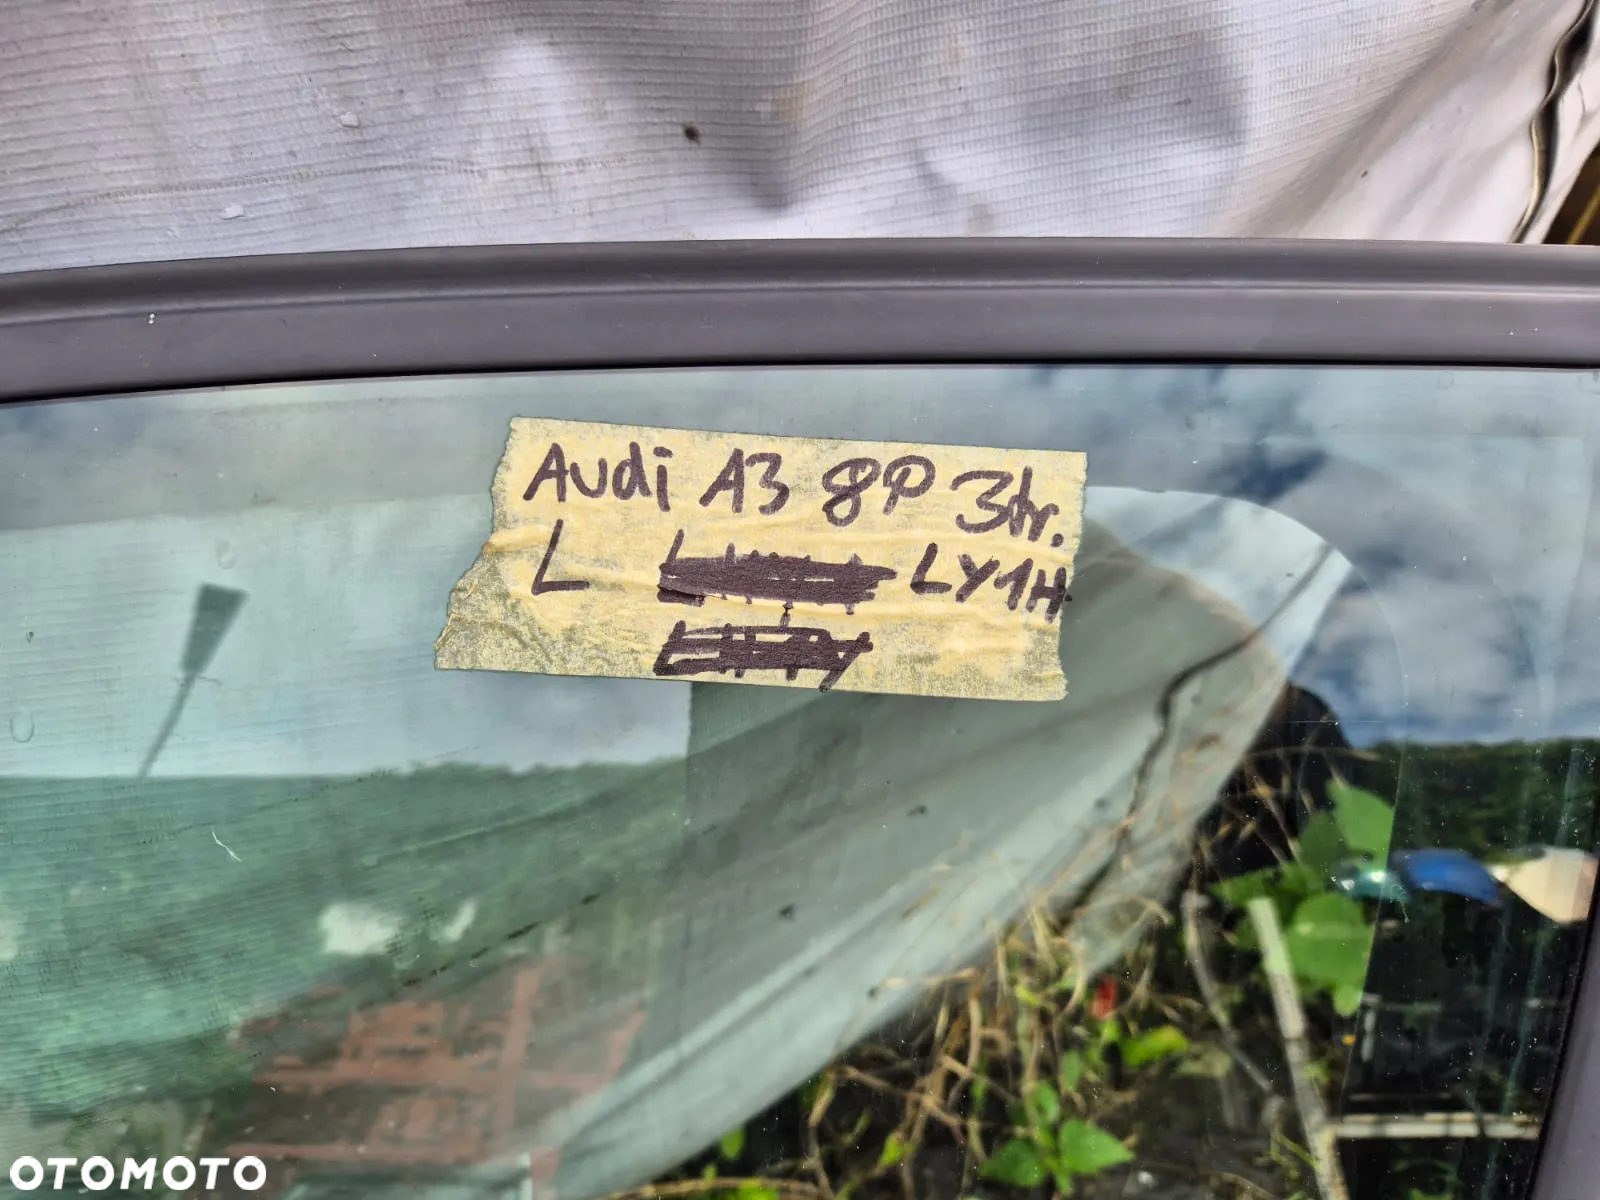 Audi A3 8P 3tr.
L LY1H
OTOMOTO